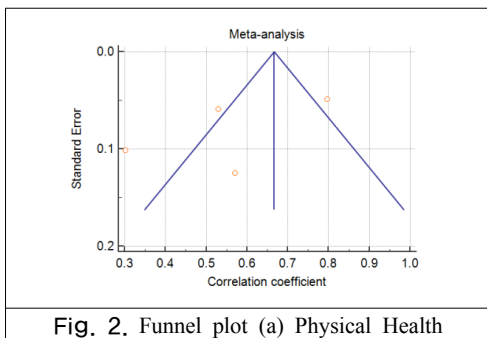 Meta-analysis
Standard Error
0.0
0.1
0.2
0.3 0.4 0.5 0.6 0.7 0.8 0.9 1.0
Correlation coefficient
Fig. 2. Funnel plot (a) Physical Health